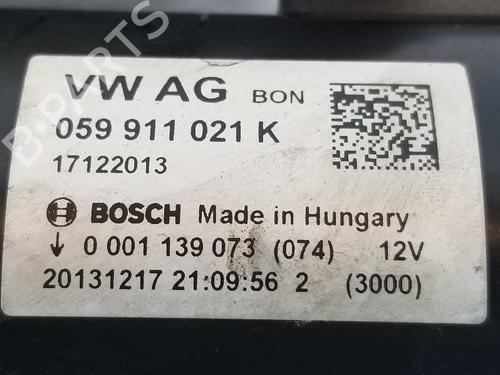 VW AG BON
059 911 021 K
17122013
BOSCH Made in Hungary
↓ 0 001 139 073 (074) 12V
20131217 21:09:56 2 (3000)
B-PARTS